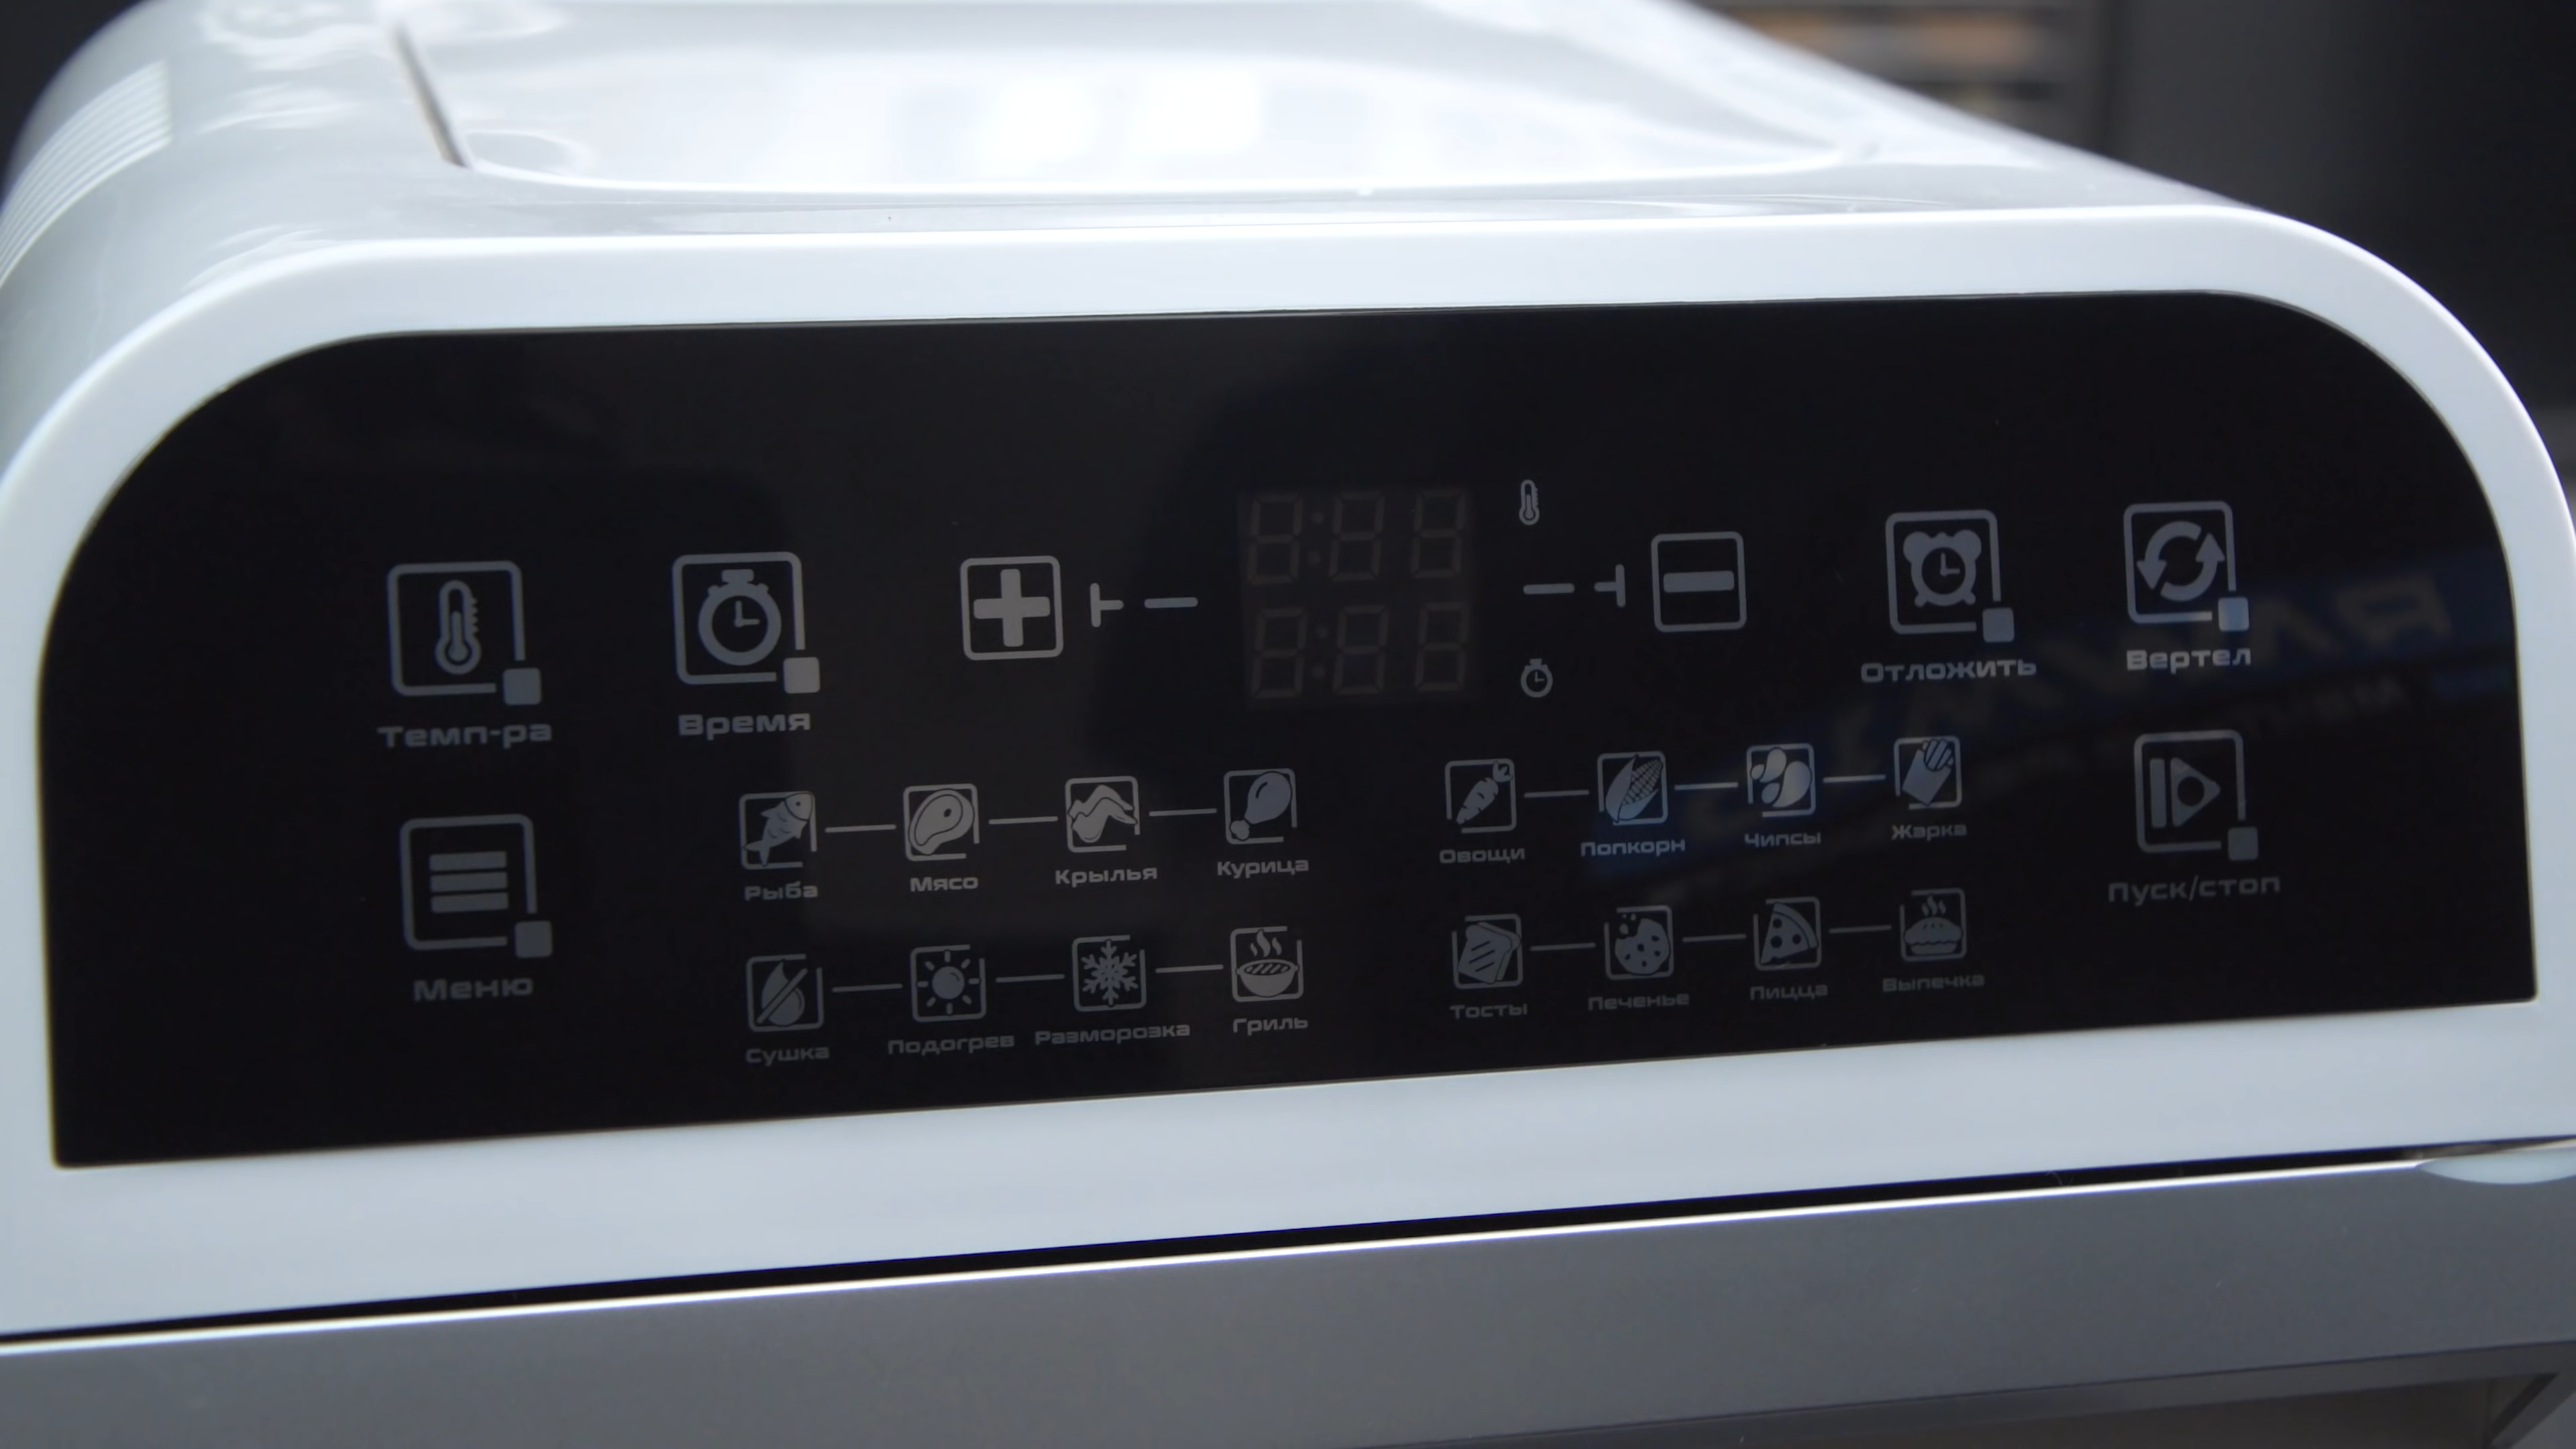 Темп-ра
Время
Отложить
Вертел
Меню
Рыба
Мясо
Крылья
Курица
Овощи
Попкорн
Чипсы
Жарка
Пуск/стоп
Сушка
Подогрев
Разморозка
Гриль
Тосты
Печенье
Пицца
Выпечка